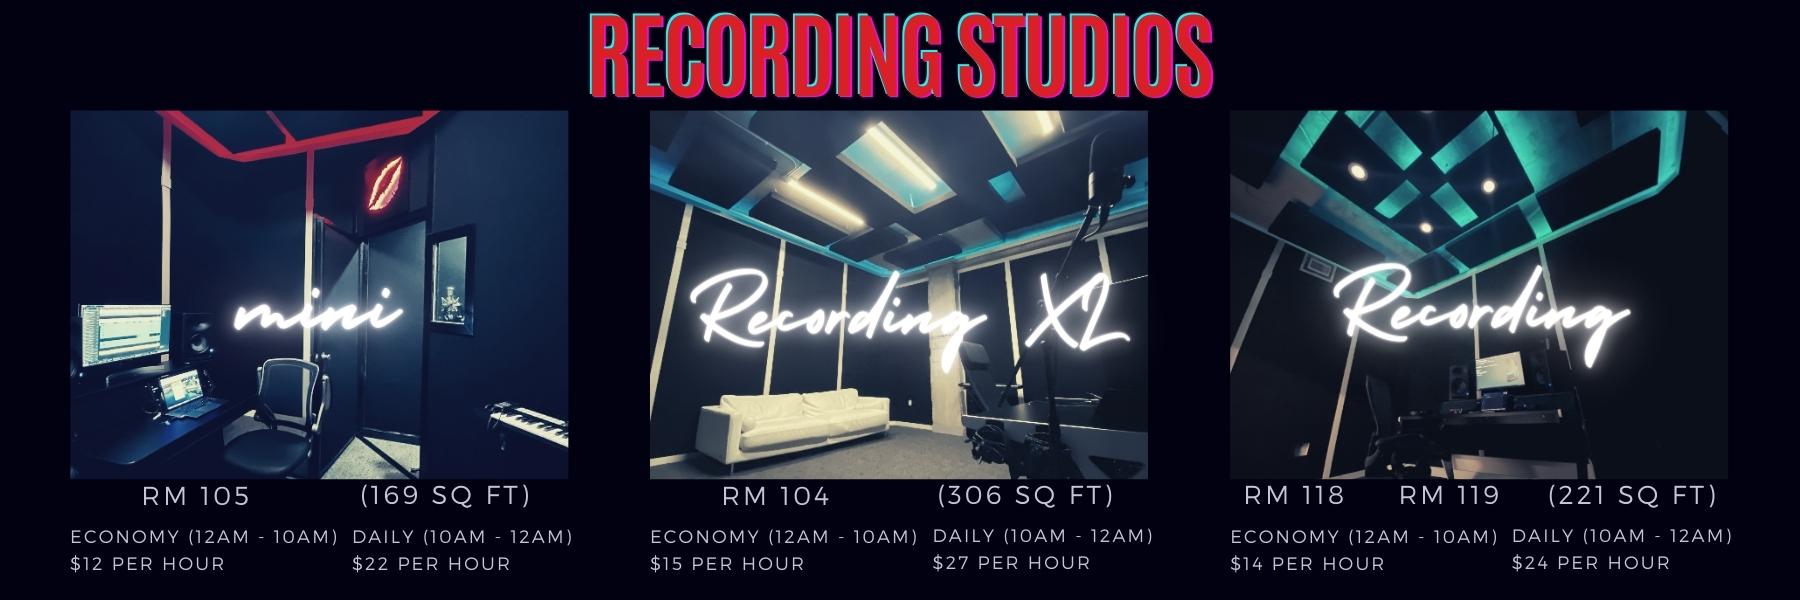 RECORDING STUDIOS
mini
RM 105 (169 SQ FT)
ECONOMY (12AM - 10AM) DAILY (10AM - 12AM)
$12 PER HOUR $22 PER HOUR
Recording XL
RM 104 (306 SQ FT)
ECONOMY (12AM - 10AM) DAILY (10AM - 12AM)
$15 PER HOUR $27 PER HOUR
Recording
RM 118 RM 119 (221 SQ FT)
ECONOMY (12AM - 10AM) DAILY (10AM - 12AM)
$14 PER HOUR $24 PER HOUR